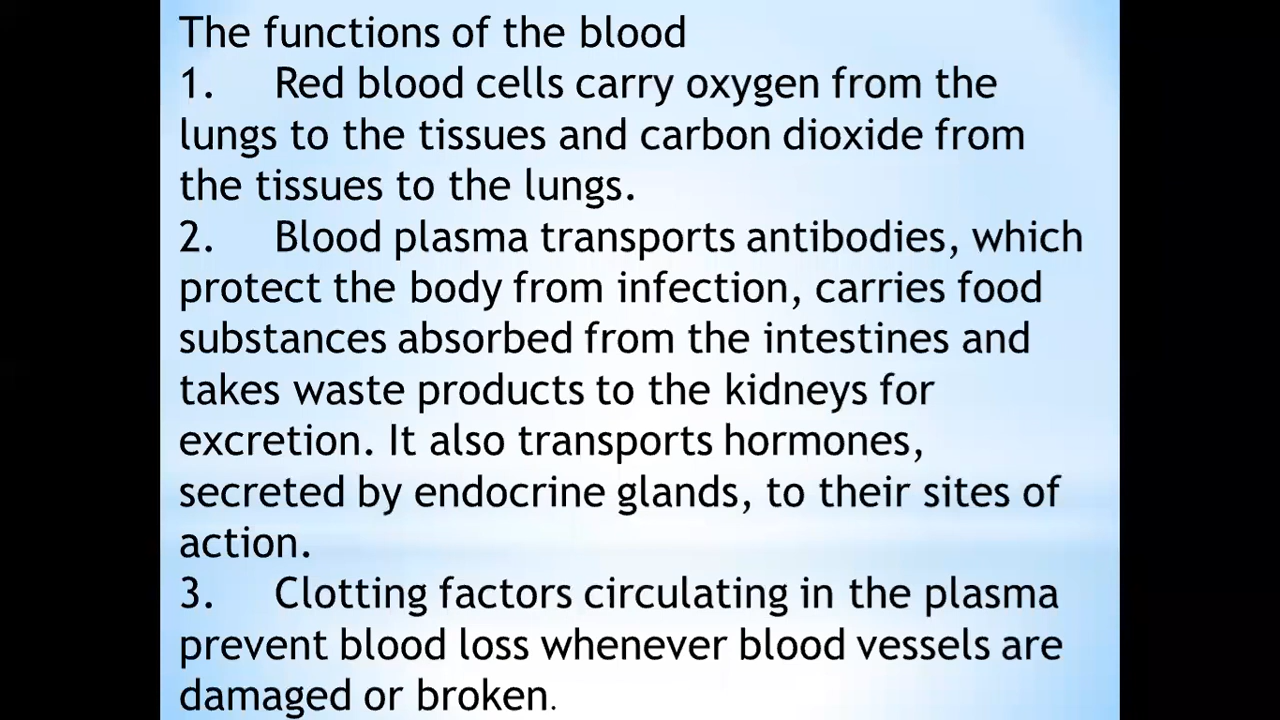 The functions of the blood
1. Red blood cells carry oxygen from the
lungs to the tissues and carbon dioxide from
the tissues to the lungs.
2. Blood plasma transports antibodies, which
protect the body from infection, carries food
substances absorbed from the intestines and
takes waste products to the kidneys for
excretion. It also transports hormones,
secreted by endocrine glands, to their sites of
action.
3. Clotting factors circulating in the plasma
prevent blood loss whenever blood vessels are
damaged or broken.